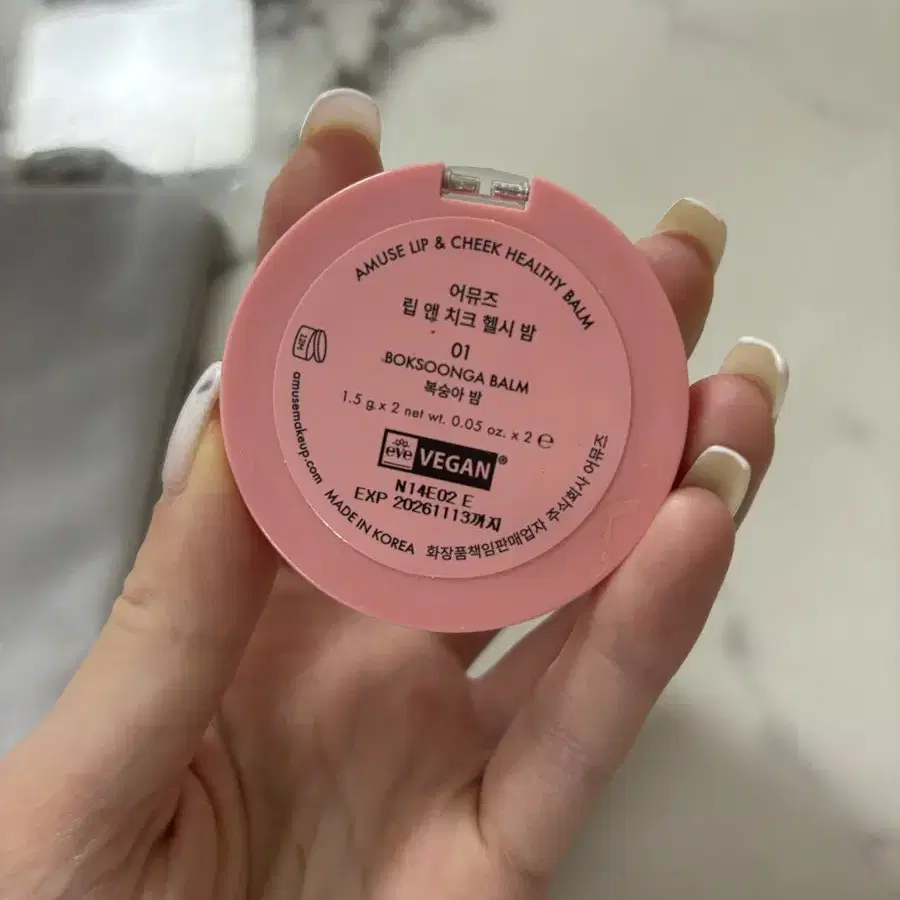 AMUSE LIP & CHEEK HEALTHY BALM
어뮤즈
립 앤 치크 헬시 밤
01
BOKSOONGA BALM
복숭아 밤
1.5 g x 2 net wt. 0.05 oz. x 2 ℮
eve VEGAN®
N14E02 E
EXP 20261113까지
12M
amusemakeup.com
MADE IN KOREA
화장품책임판매업자 주식회사 어뮤즈